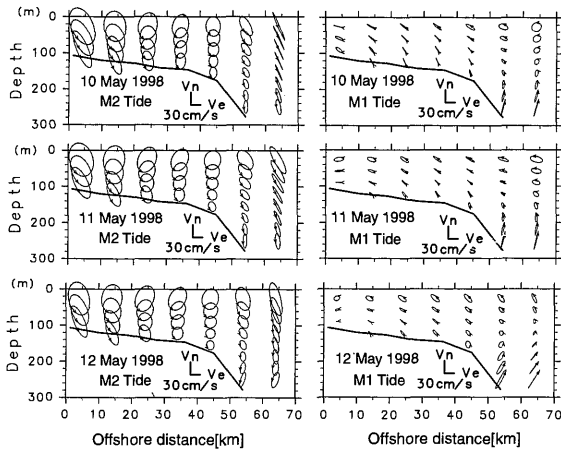 (m)
0
100
200
300
Depth
10 May 1998
M2 Tide
Vn
Ve
30cm/s
10 May 1998
M1 Tide
Vn
Ve
30cm/s
(m)
0
100
200
300
Depth
11 May 1998
M2 Tide
Vn
Ve
30cm/s
11 May 1998
M1 Tide
Vn
Ve
30cm/s
(m)
0
100
200
300
Depth
12 May 1998
M2 Tide
Vn
Ve
30cm/s
12 May 1998
M1 Tide
Vn
Ve
30cm/s
0 10 20 30 40 50 60 70
0 10 20 30 40 50 60 70
Offshore distance[km]
Offshore distance[km]